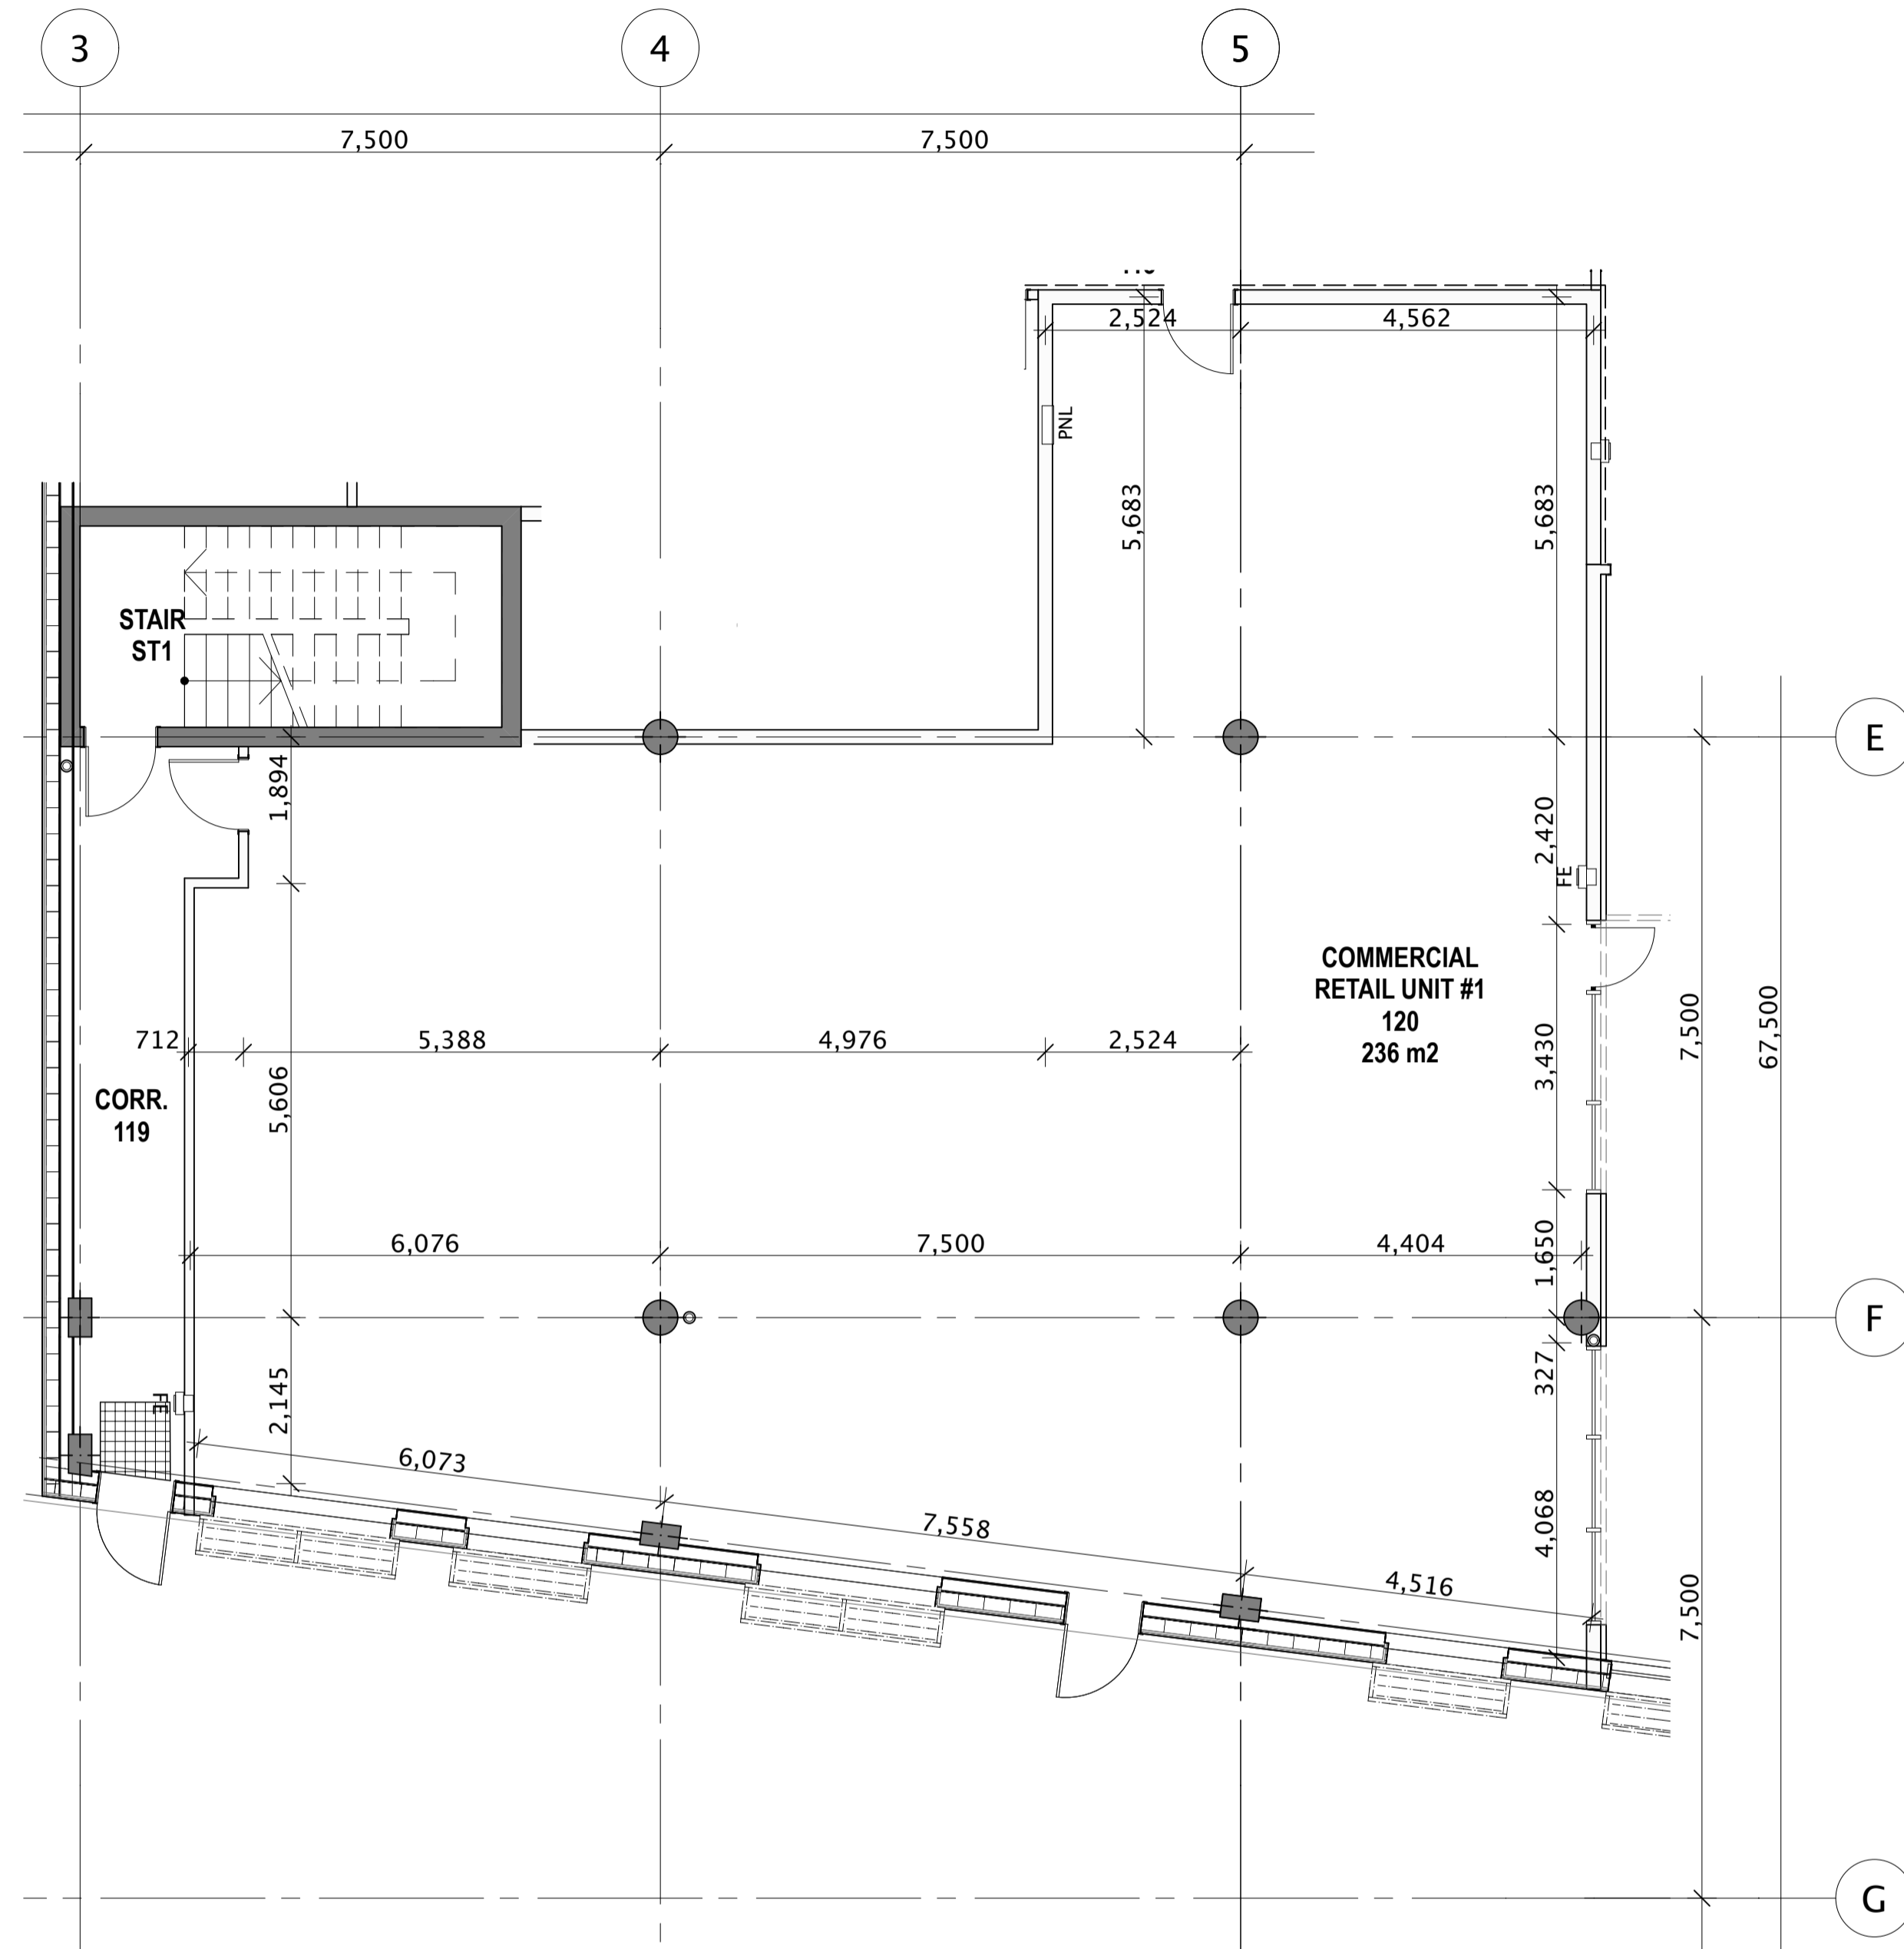 3
4
5
7,500
7,500
2,524
4,562
PNL
5,683
5,683
STAIR
ST1
E
1,894
2,420
FE
COMMERCIAL
RETAIL UNIT #1
120
236 m2
712
5,388
4,976
2,524
7,500
67,500
3,430
CORR.
119
5,606
6,076
7,500
4,404
1,650
F
327
2,145
FE
6,073
7,558
4,516
4,068
7,500
G